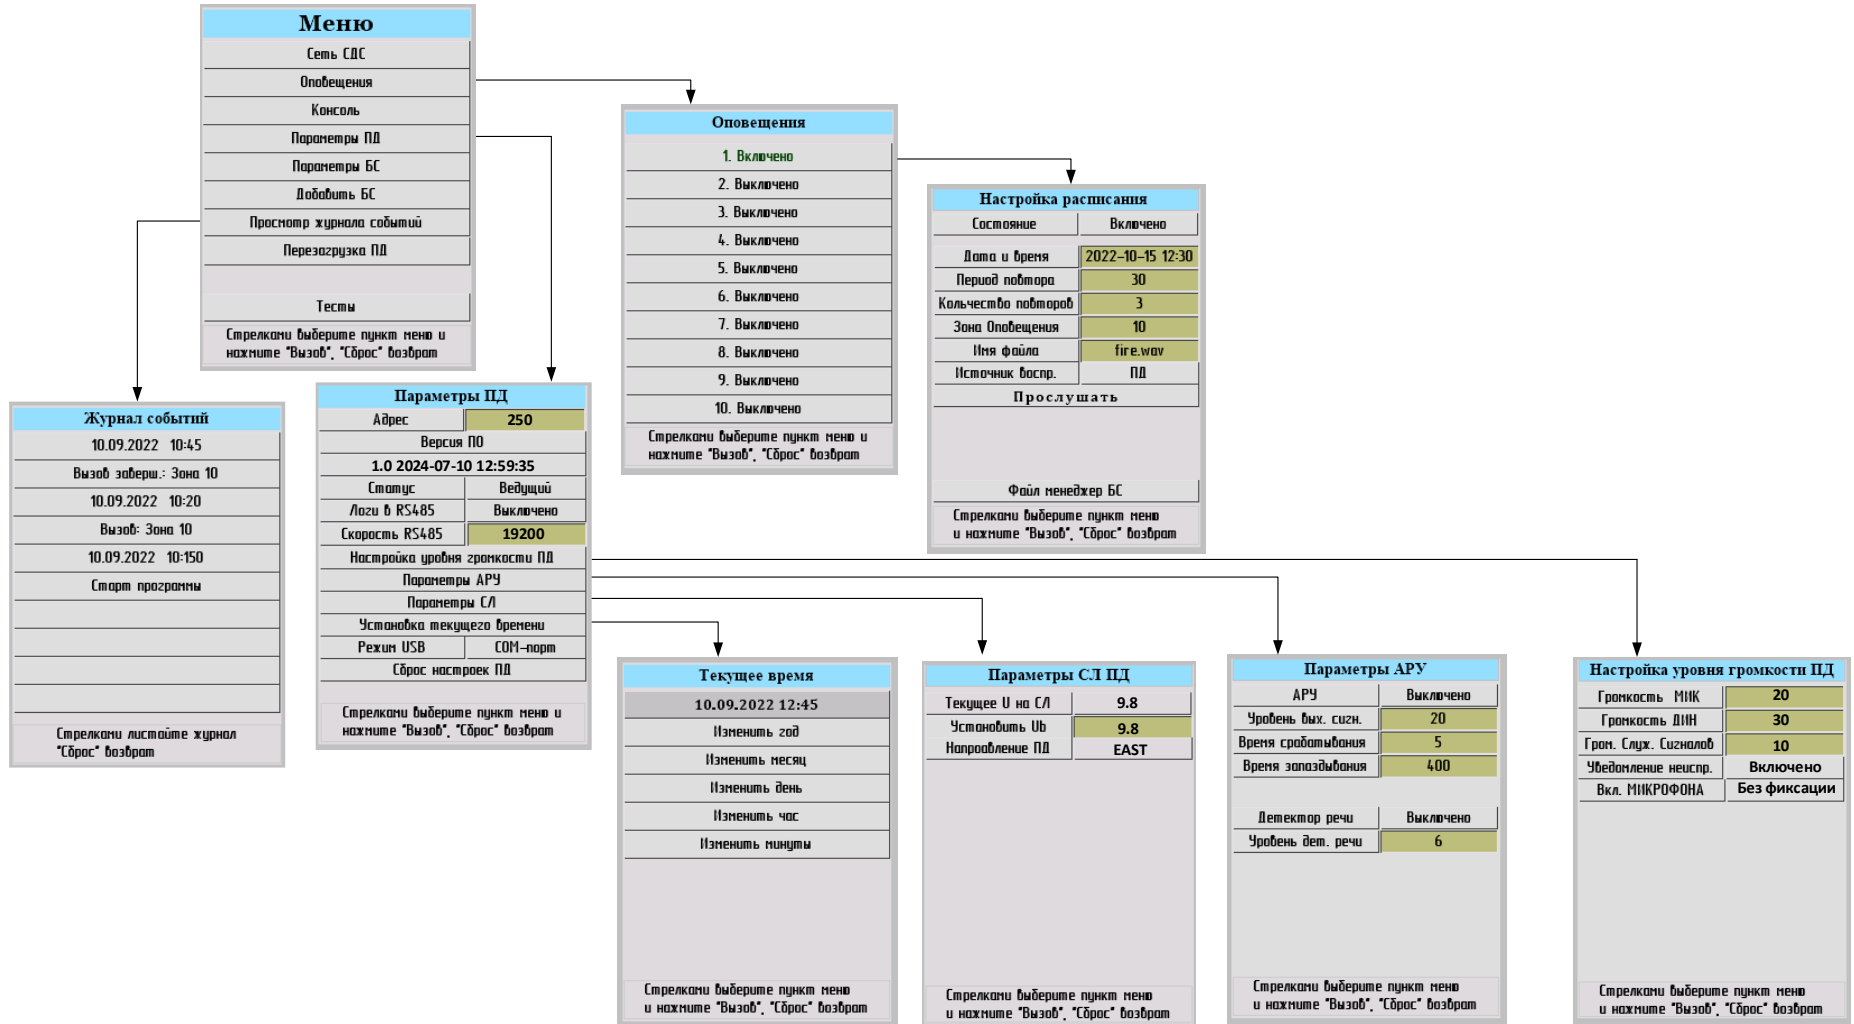 Меню
Сеть СДС
Оповещения
Консоль
Параметры ПД
Параметры БС
Добавить БС
Просмотр журнала событий
Перезагрузка ПД
Тесты
Стрелками выберите пункт меню и
нажмите "Вызов", "Сброс" возврат
Оповещения
1. Включено
2. Выключено
3. Выключено
4. Выключено
5. Выключено
6. Выключено
7. Выключено
8. Выключено
9. Выключено
10. Выключено
Стрелками выберите пункт меню и
нажмите "Вызов", "Сброс" возврат
Настройка расписания
Состояние Включено
Дата и время 2022-10-15 12:30
Период повтора 30
Кольчество повторов 3
Зона Оповещения 10
Имя файла fire.wav
Источник воспр. ПД
Прослушать
Файл менеджер БС
Стрелками выберите пункт меню
и нажмите "Вызов", "Сброс" возврат
Журнал событий
10.09.2022 10:45
Вызов заверш.: Зона 10
10.09.2022 10:20
Вызов: Зона 10
10.09.2022 10:150
Старт программы
Стрелками листайте журнал
"Сброс" возврат
Параметры ПД
Адрес 250
Версия ПО
1.0 2024-07-10 12:59:35
Статус Ведущий
Логи в RS485 Выключено
Скорость RS485 19200
Настройка уровня громкости ПД
Параметры АРУ
Параметры СЛ
Установка текущего времени
Режим USB COM-порт
Сброс настроек ПД
Стрелками выберите пункт меню и
нажмите "Вызов", "Сброс" возврат
Текущее время
10.09.2022 12:45
Изменить год
Изменить месяц
Изменить день
Изменить час
Изменить минуты
Стрелками выберите пункт меню
и нажмите "Вызов", "Сброс" возврат
Параметры СЛ ПД
Текущее U на СЛ 9.8
Установить Ub 9.8
Напроавление ПД EAST
Стрелками выберите пункт меню
и нажмите "Вызов", "Сброс" возврат
Параметры АРУ
АРУ Выключено
Уровень вых. сигн. 20
Время срабатывания 5
Время запаздывания 400
Детектор речи Выключено
Уровень дет. речи 6
Стрелками выберите пункт меню
и нажмите "Вызов", "Сброс" возврат
Настройка уровня громкости ПД
Громкость МИК 20
Громкость ДИН 30
Гром. Служ. Сигналов 10
Уведомление неиспр. Включено
Вкл. МИКРОФОНА Без фиксации
Стрелками выберите пункт меню
и нажмите "Вызов", "Сброс" возврат